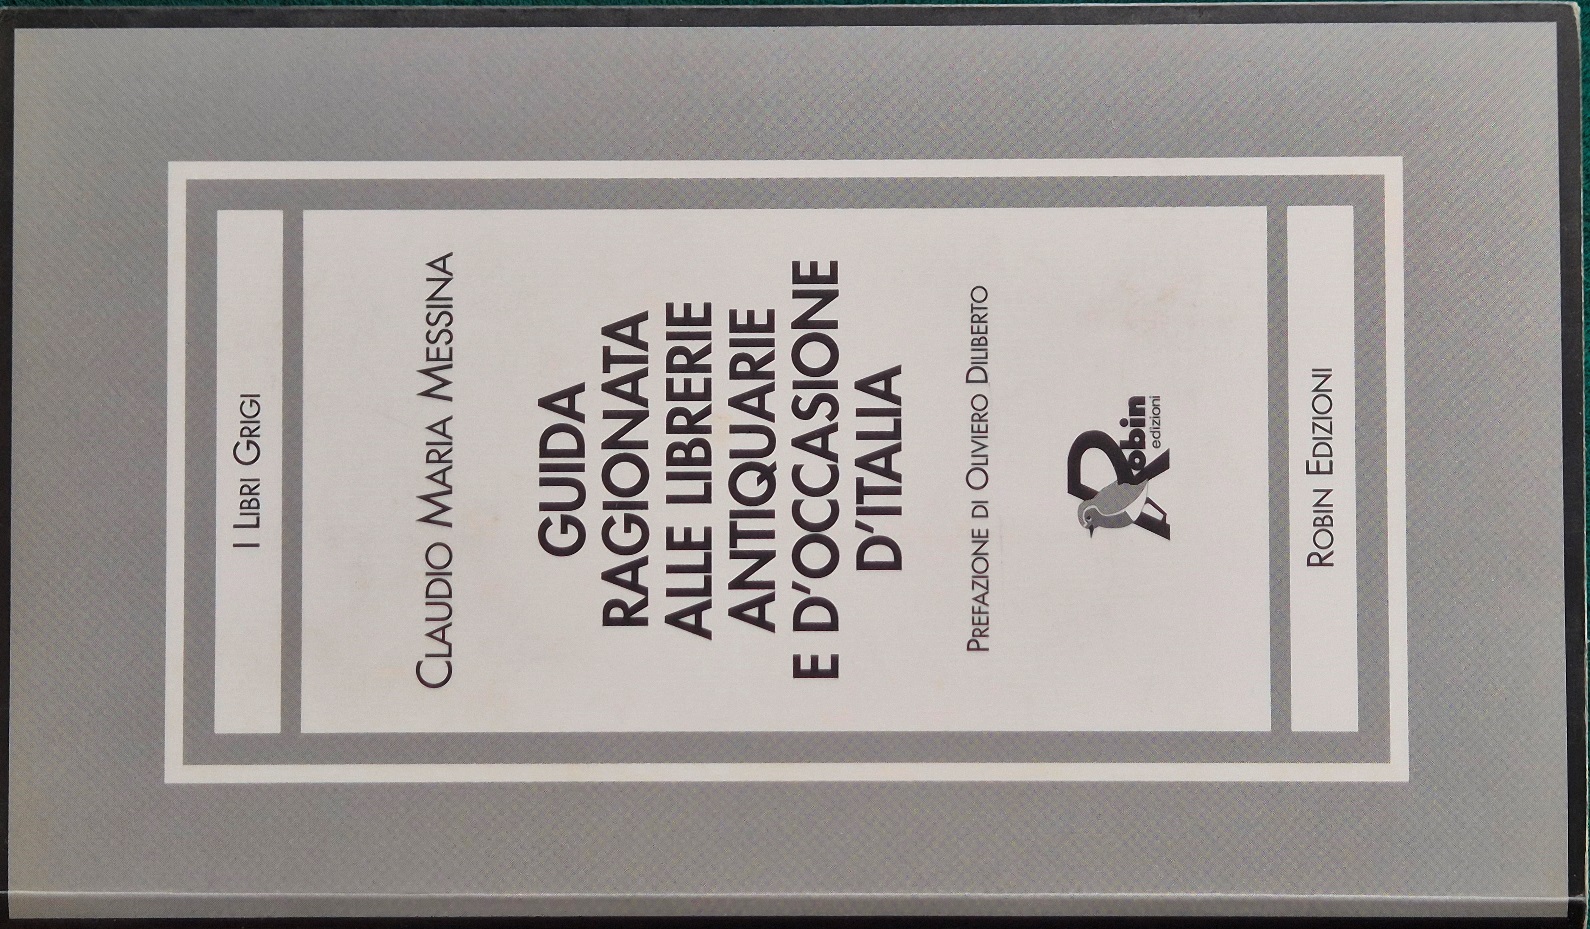 I LIBRI GRIGI
CLAUDIO MARIA MESSINA
GUIDA
RAGIONATA
ALLE LIBRERIE
ANTIQUARIE
E D'OCCASIONE
D'ITALIA
PREFAZIONE DI OLIVIERO DILIBERTO
Robin
edizioni
ROBIN EDIZIONI